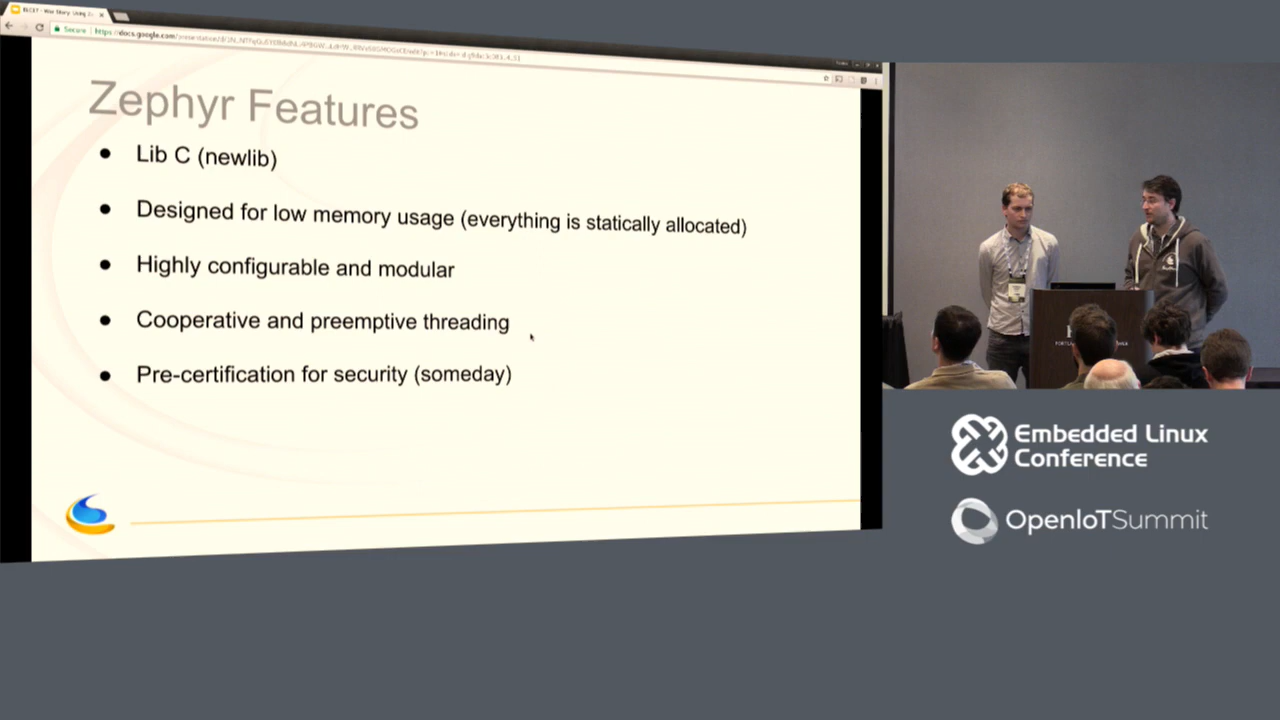 Secure
Zephyr Features
● Lib C (newlib)
● Designed for low memory usage (everything is statically allocated)
● Highly configurable and modular
● Cooperative and preemptive threading
● Pre-certification for security (someday)
Embedded Linux
Conference
OpenIoTSummit